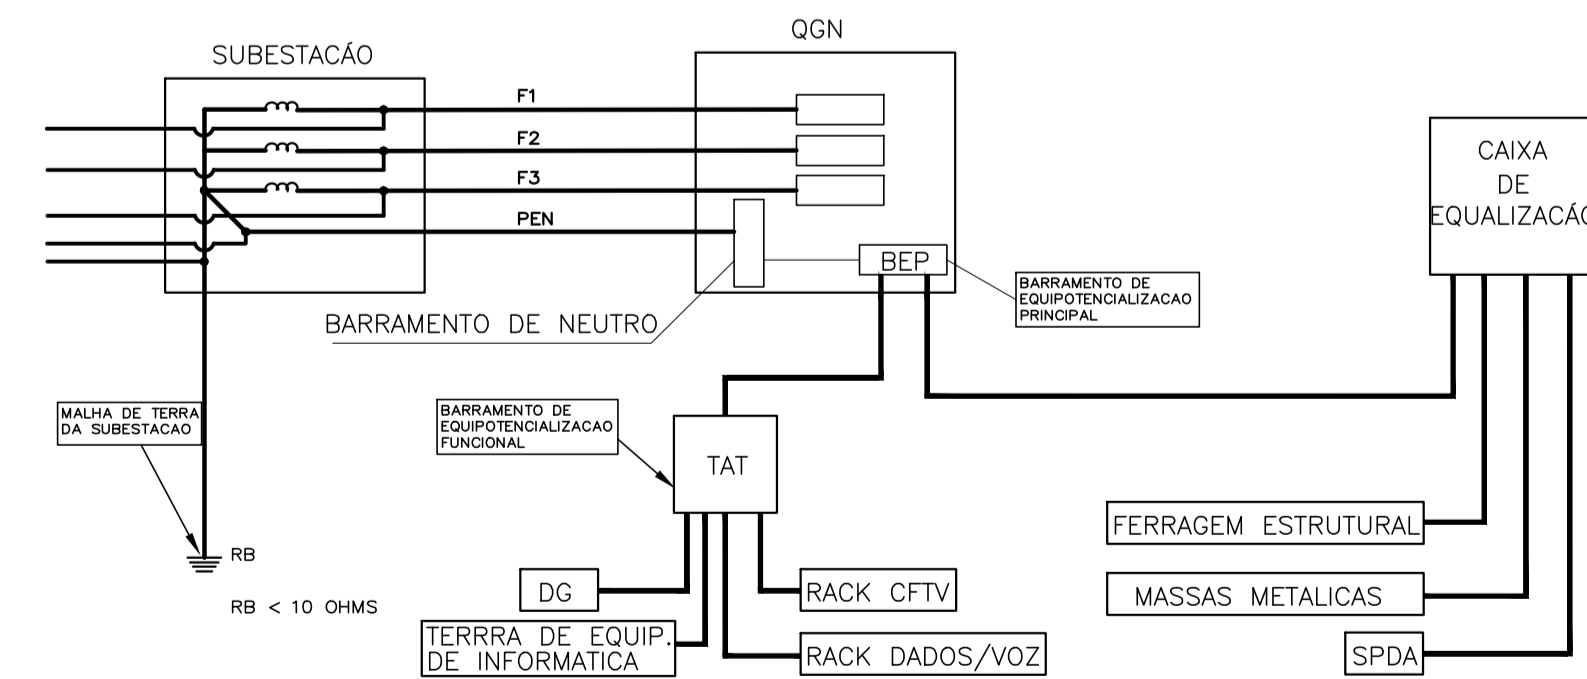 QGN
SUBESTACÁO
F1
F2
F3
PEN
BEP
CAIXA
DE
EQUALIZACÁO
BARRAMENTO DE
EQUIPOTENCIALIZACAO
PRINCIPAL
BARRAMENTO DE NEUTRO
MALHA DE TERRA
DA SUBESTACAO
BARRAMENTO DE
EQUIPOTENCIALIZACAO
FUNCIONAL
TAT
RB
RB < 10 OHMS
DG
TERRRA DE EQUIP.
DE INFORMATICA
RACK CFTV
RACK DADOS/VOZ
FERRAGEM ESTRUTURAL
MASSAS METALICAS
SPDA